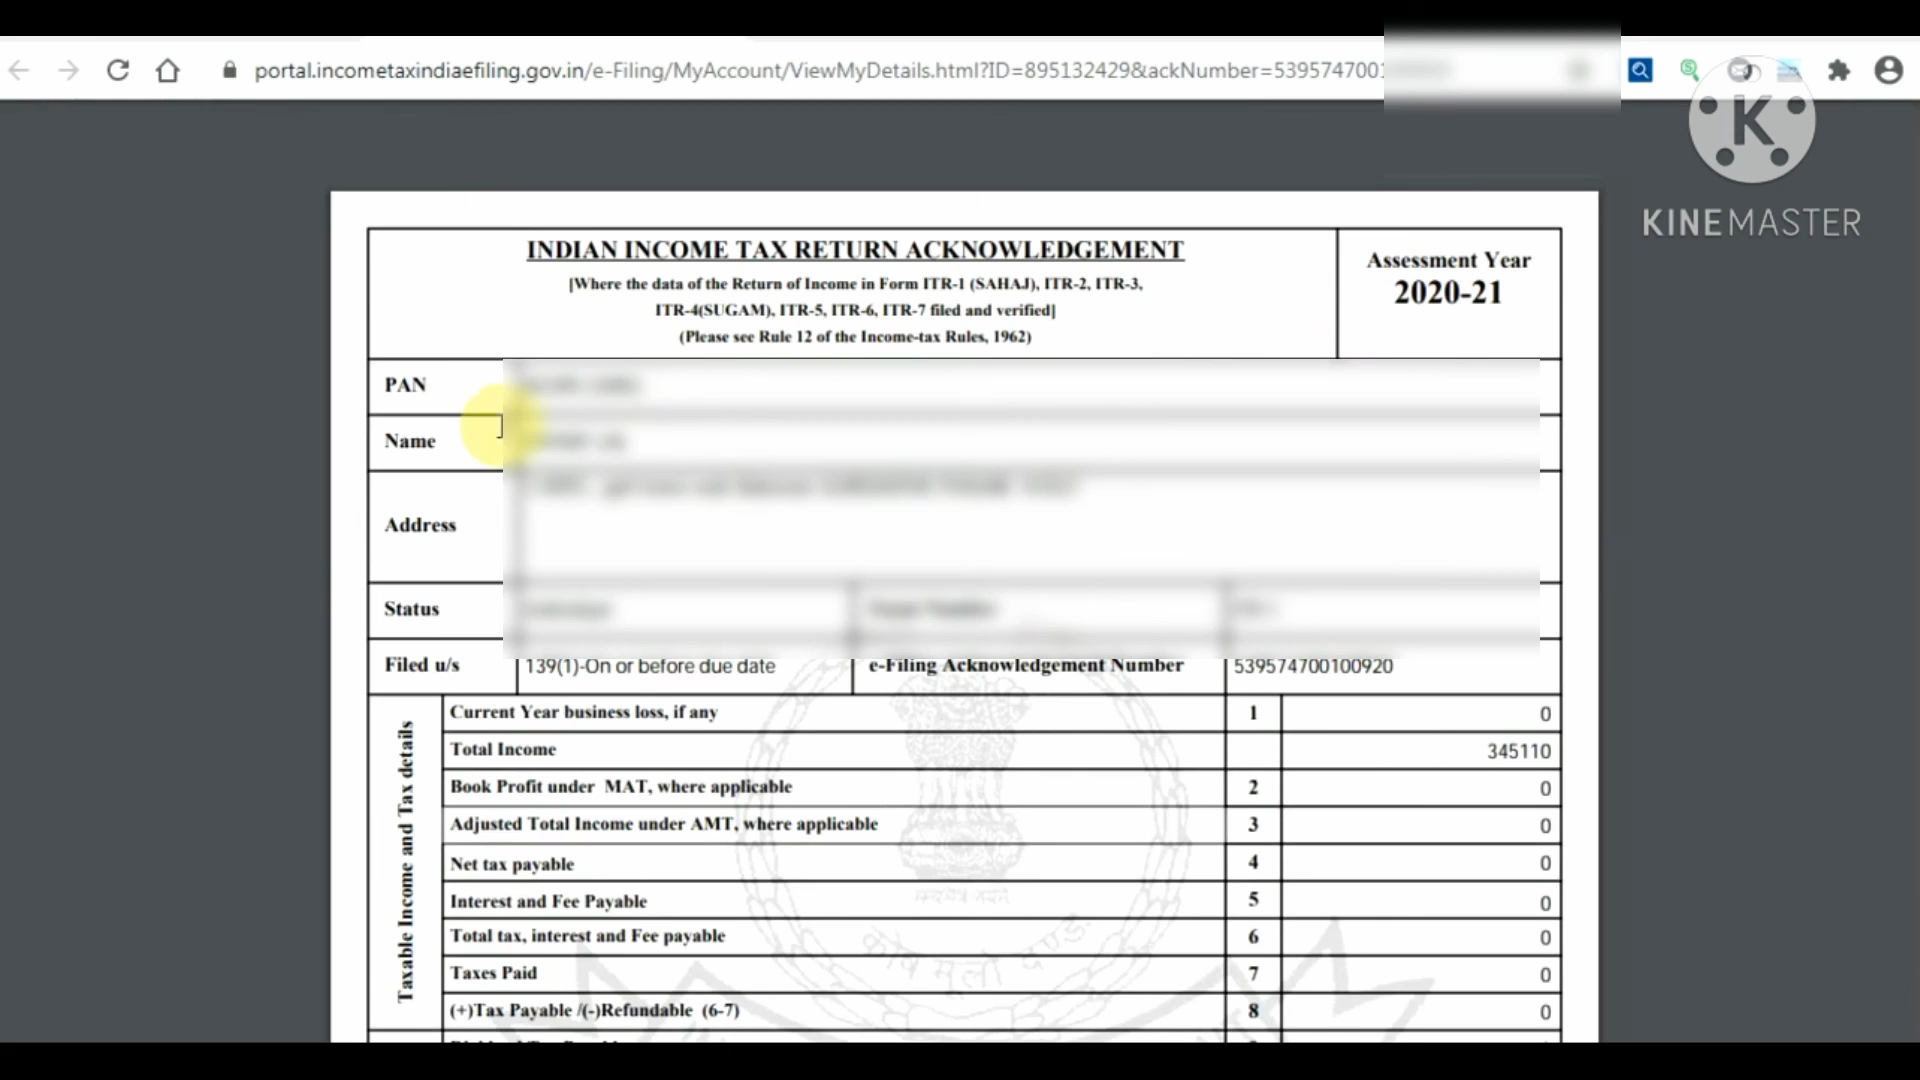 portal.incometaxindiaefiling.gov.in/e-Filing/MyAccount/ViewMyDetails.html?ID=895132429&ackNumber=539574700
KINEMASTER
INDIAN INCOME TAX RETURN ACKNOWLEDGEMENT
[Where the data of the Return of Income in Form ITR-1 (SAHAJ), ITR-2, ITR-3,
ITR-4(SUGAM), ITR-5, ITR-6, ITR-7 filed and verified]
(Please see Rule 12 of the Income-tax Rules, 1962)
Assessment Year
2020-21
PAN
Name
Address
Status
Filed u/s 139(1)-On or before due date e-Filing Acknowledgement Number 539574700100920
Taxable Income and Tax details
Current Year business loss, if any 1 0
Total Income 345110
Book Profit under MAT, where applicable 2 0
Adjusted Total Income under AMT, where applicable 3 0
Net tax payable 4 0
Interest and Fee Payable 5 0
Total tax, interest and Fee payable 6 0
Taxes Paid 7 0
(+)Tax Payable /(-)Refundable (6-7) 8 0
कोष मूलो दण्डः